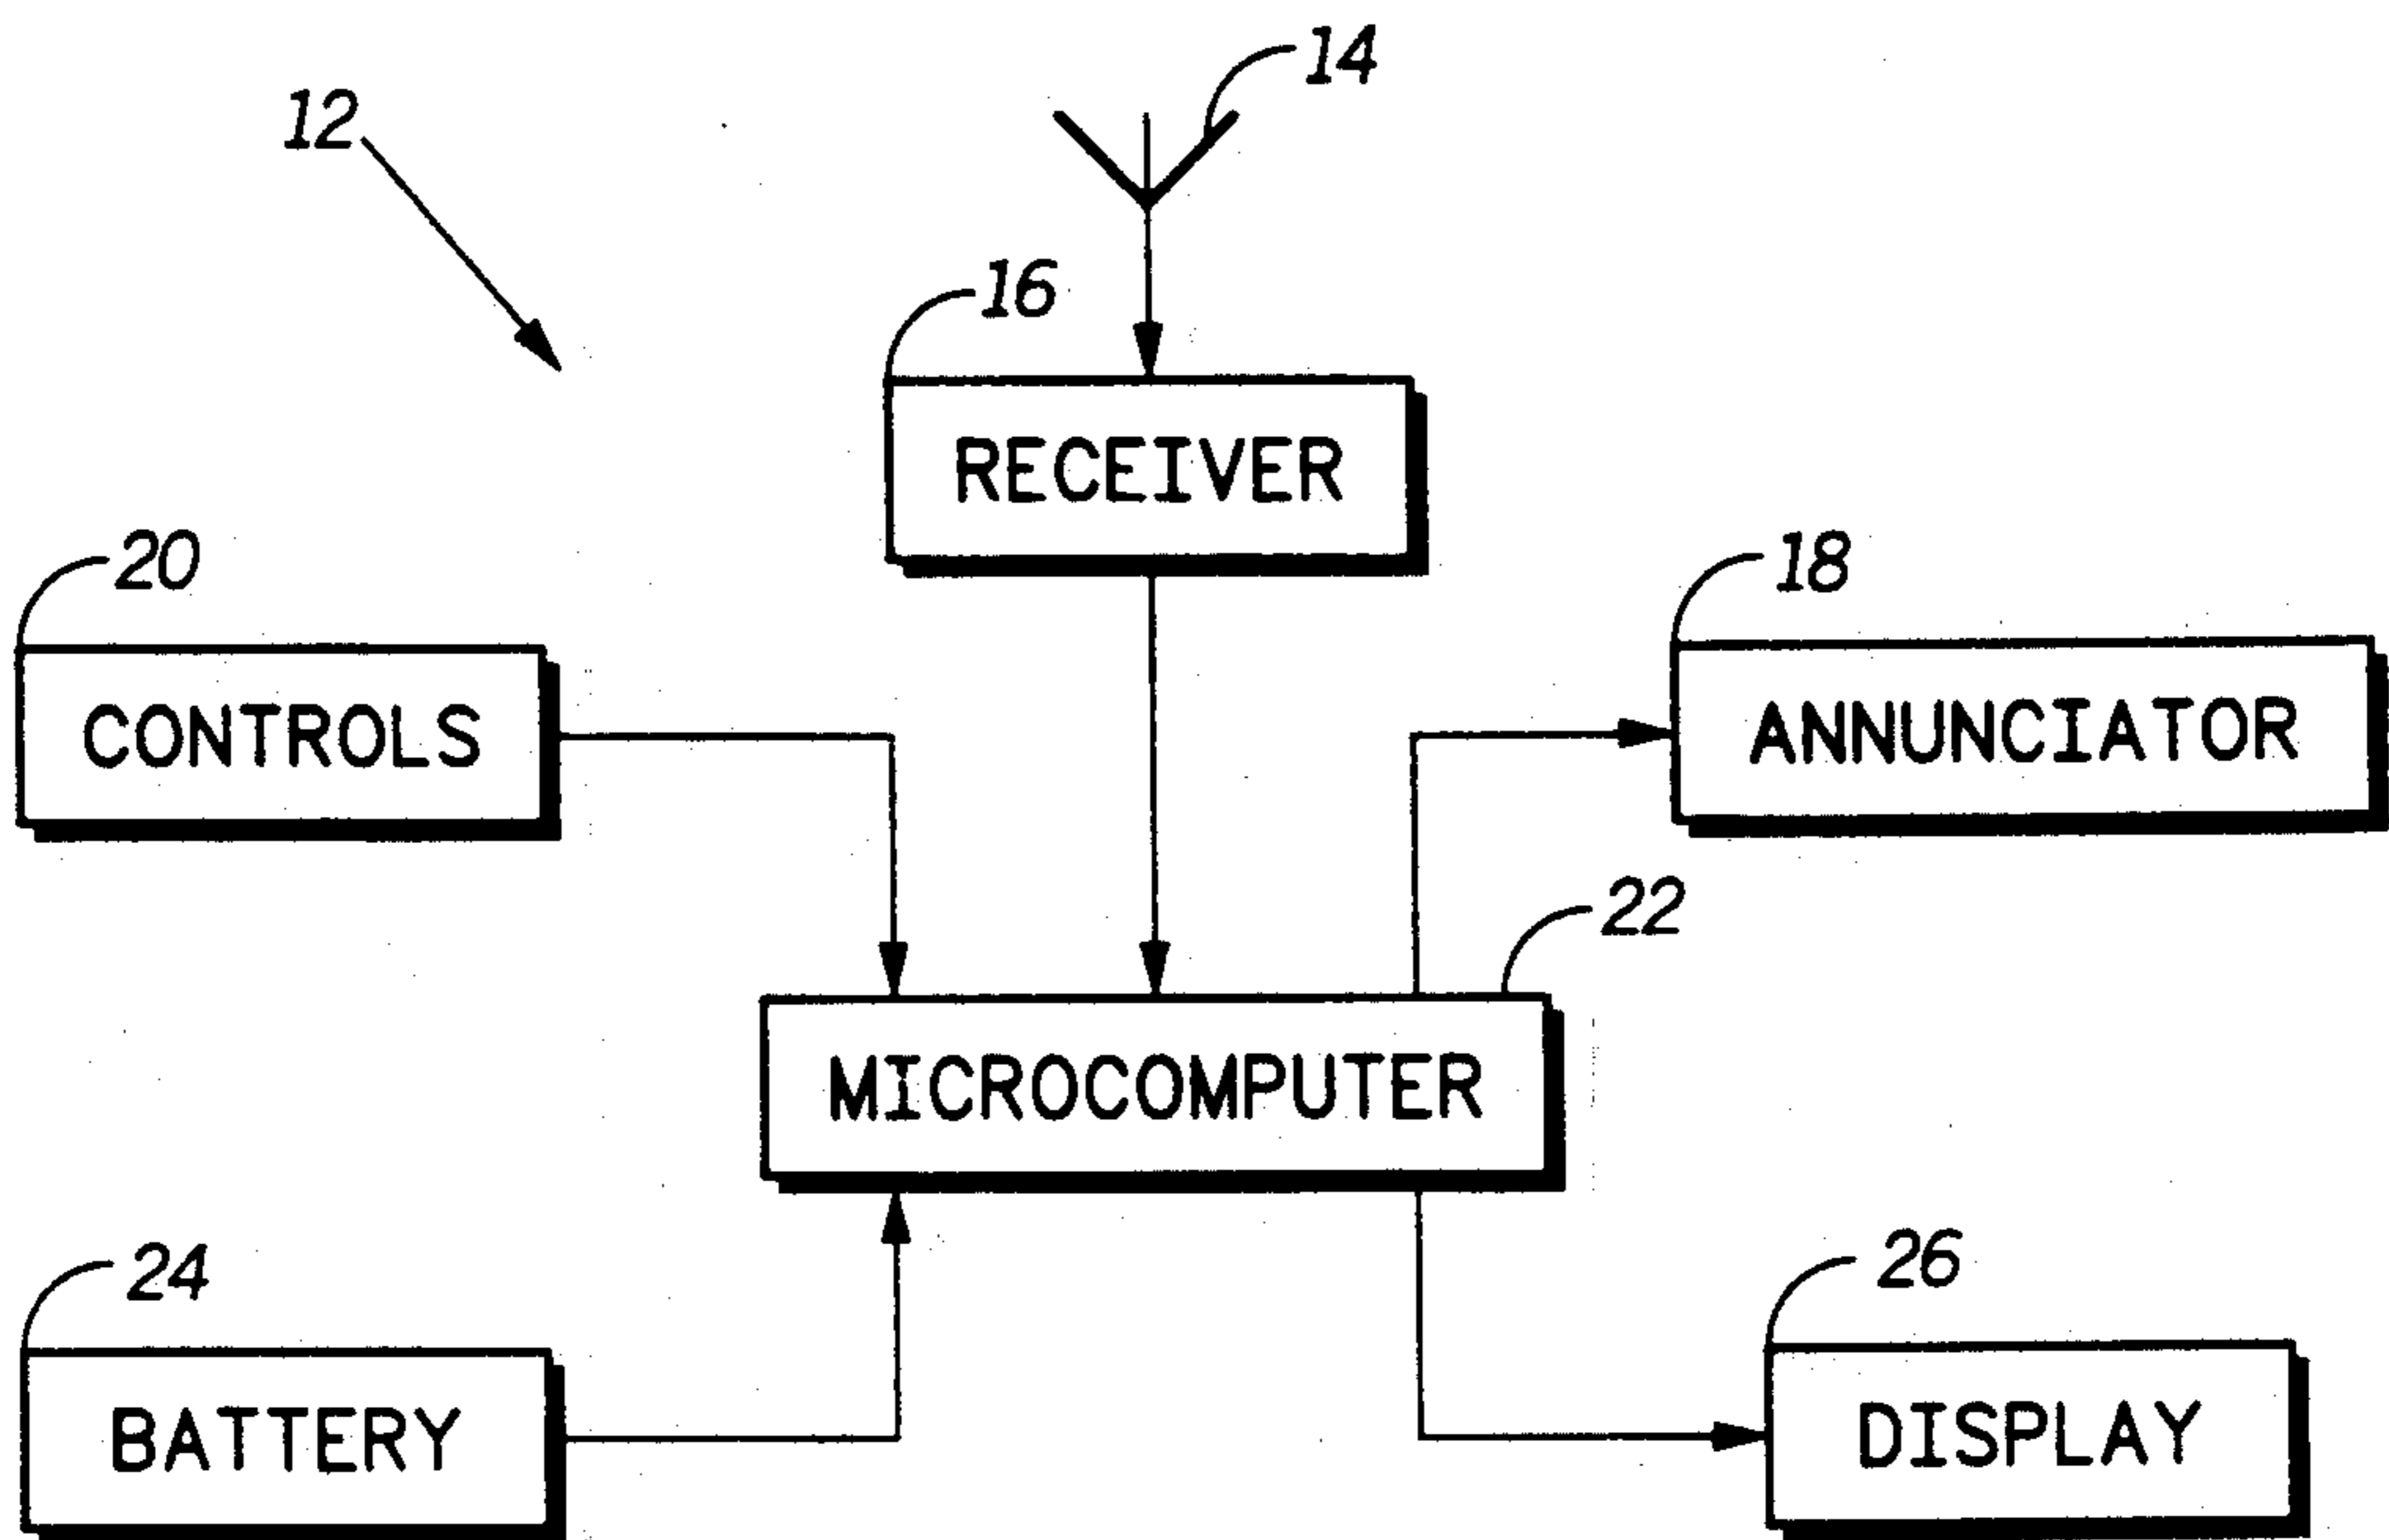 14
12
16
RECEIVER
20
18
CONTROLS
ANNUNCIATOR
22
MICROCOMPUTER
24
26
BATTERY
DISPLAY